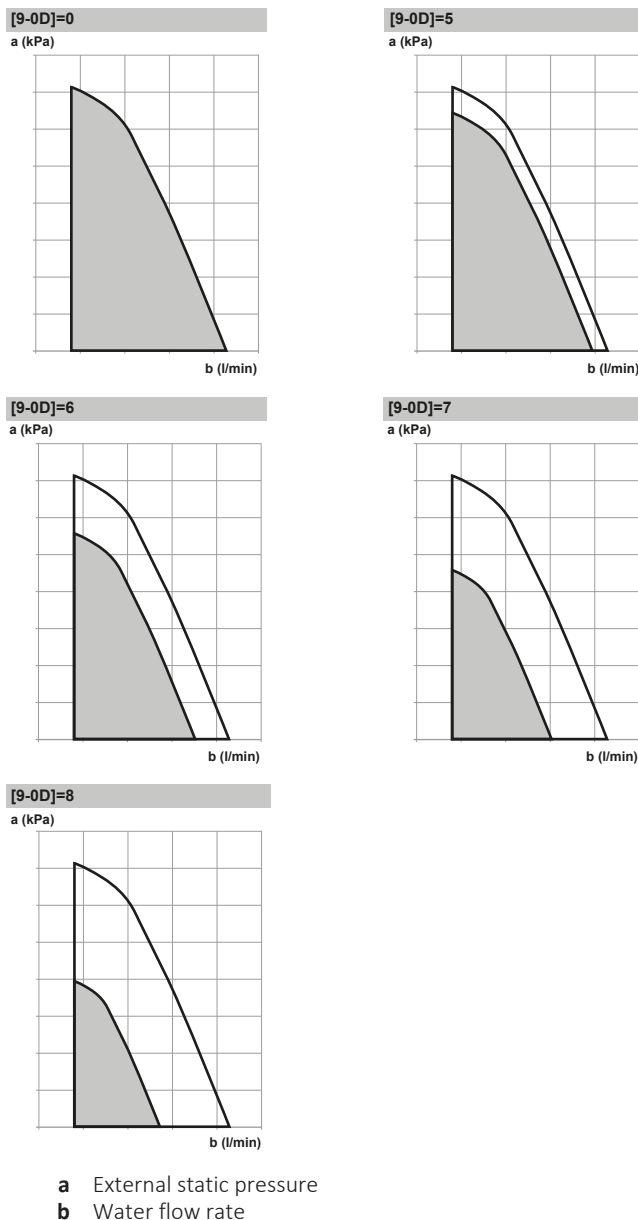 [9-0D]=0
a (kPa)
b (l/min)
[9-0D]=5
a (kPa)
b (l/min)
[9-0D]=6
a (kPa)
b (l/min)
[9-0D]=7
a (kPa)
b (l/min)
[9-0D]=8
a (kPa)
b (l/min)
a External static pressure
b Water flow rate